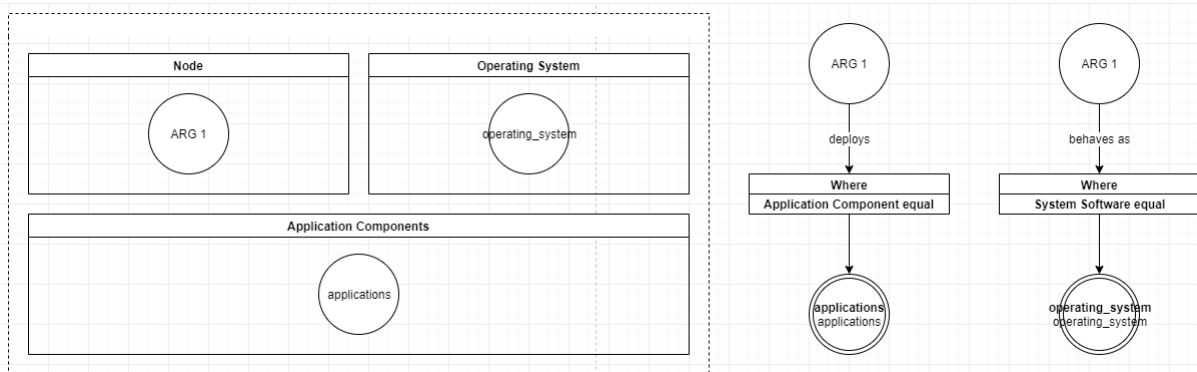 Node
ARG 1
Operating System
operating_system
Application Components
applications
ARG 1
deploys
Where
Application Component equal
applications
applications
ARG 1
behaves as
Where
System Software equal
operating_system
operating_system